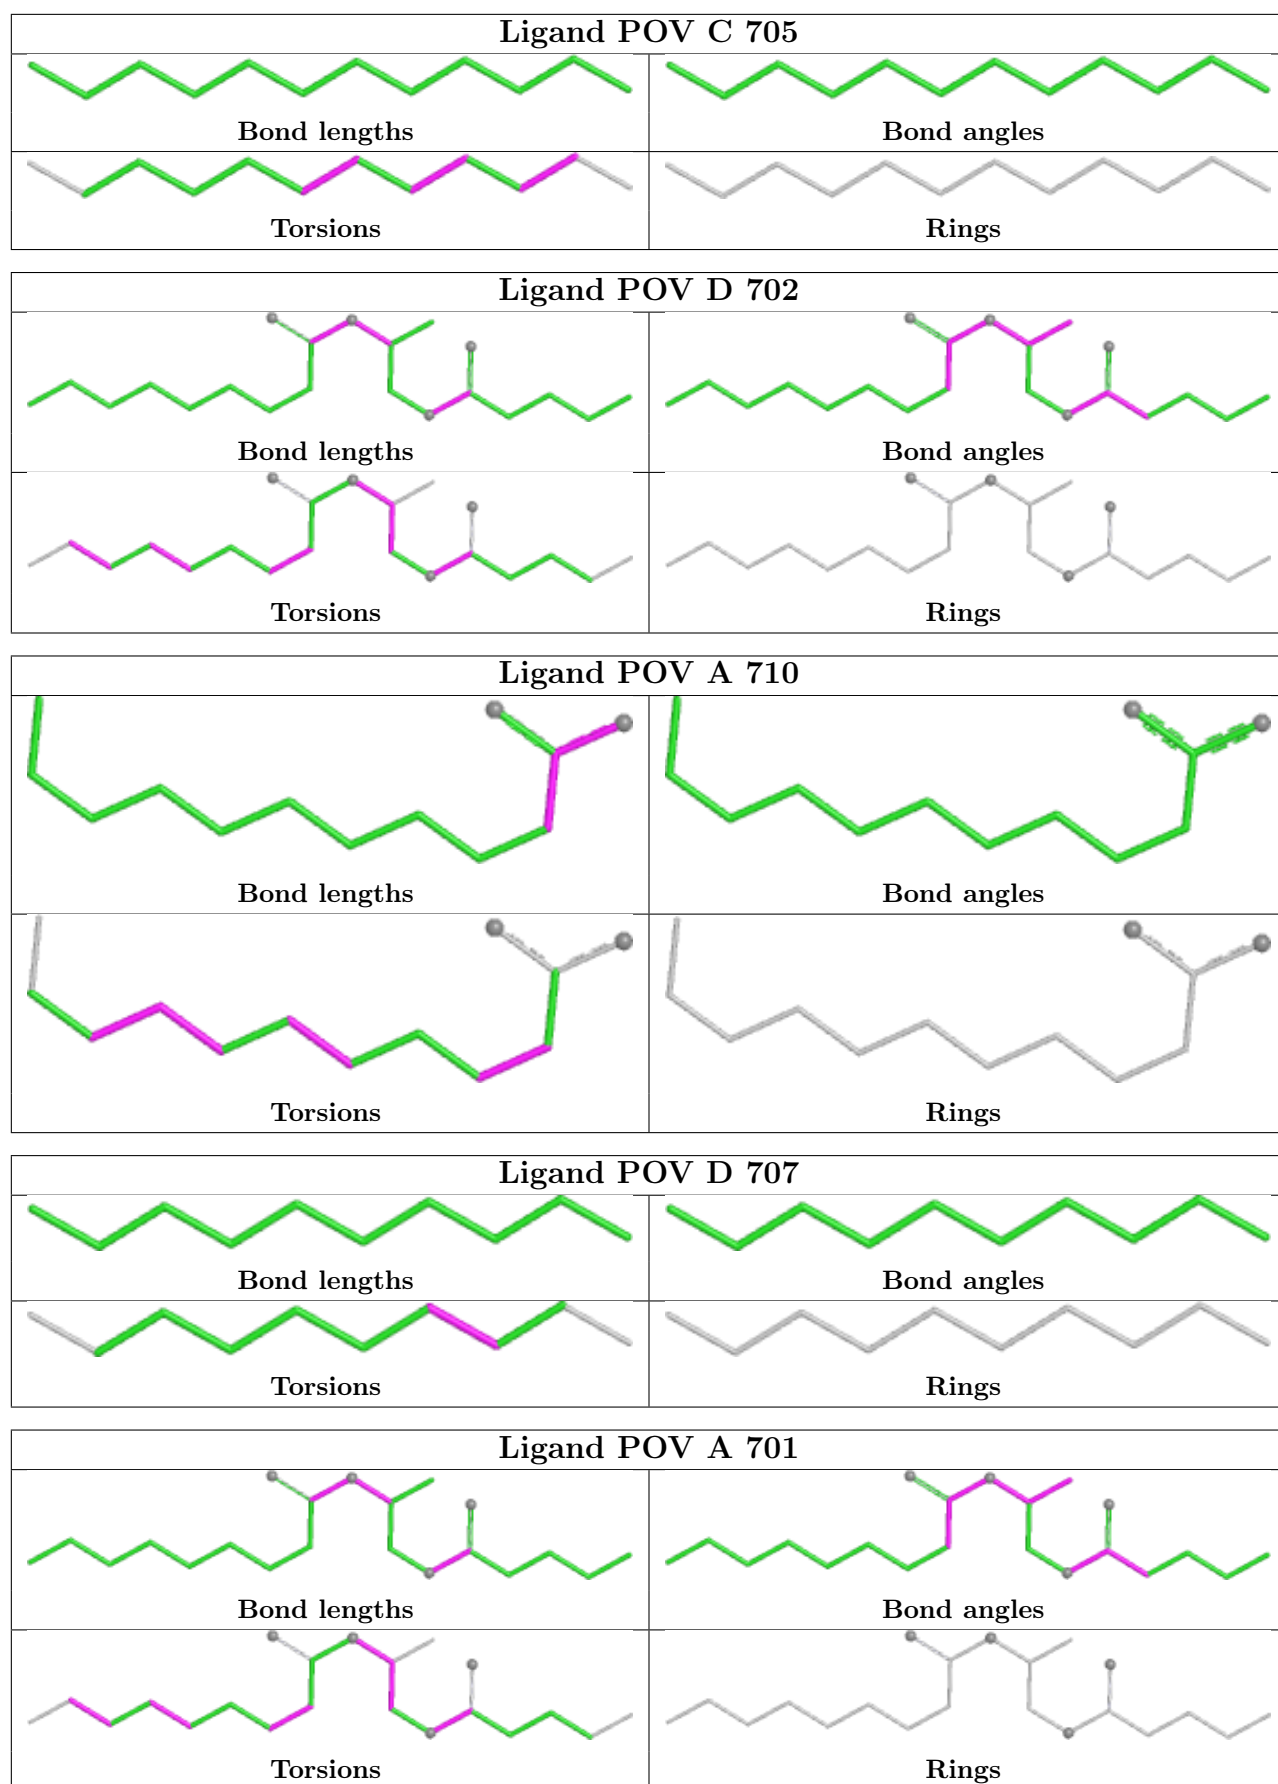 Ligand POV C 705
Bond lengths
Bond angles
Torsions
Rings
Ligand POV D 702
Bond lengths
Bond angles
Torsions
Rings
Ligand POV A 710
Bond lengths
Bond angles
Torsions
Rings
Ligand POV D 707
Bond lengths
Bond angles
Torsions
Rings
Ligand POV A 701
Bond lengths
Bond angles
Torsions
Rings